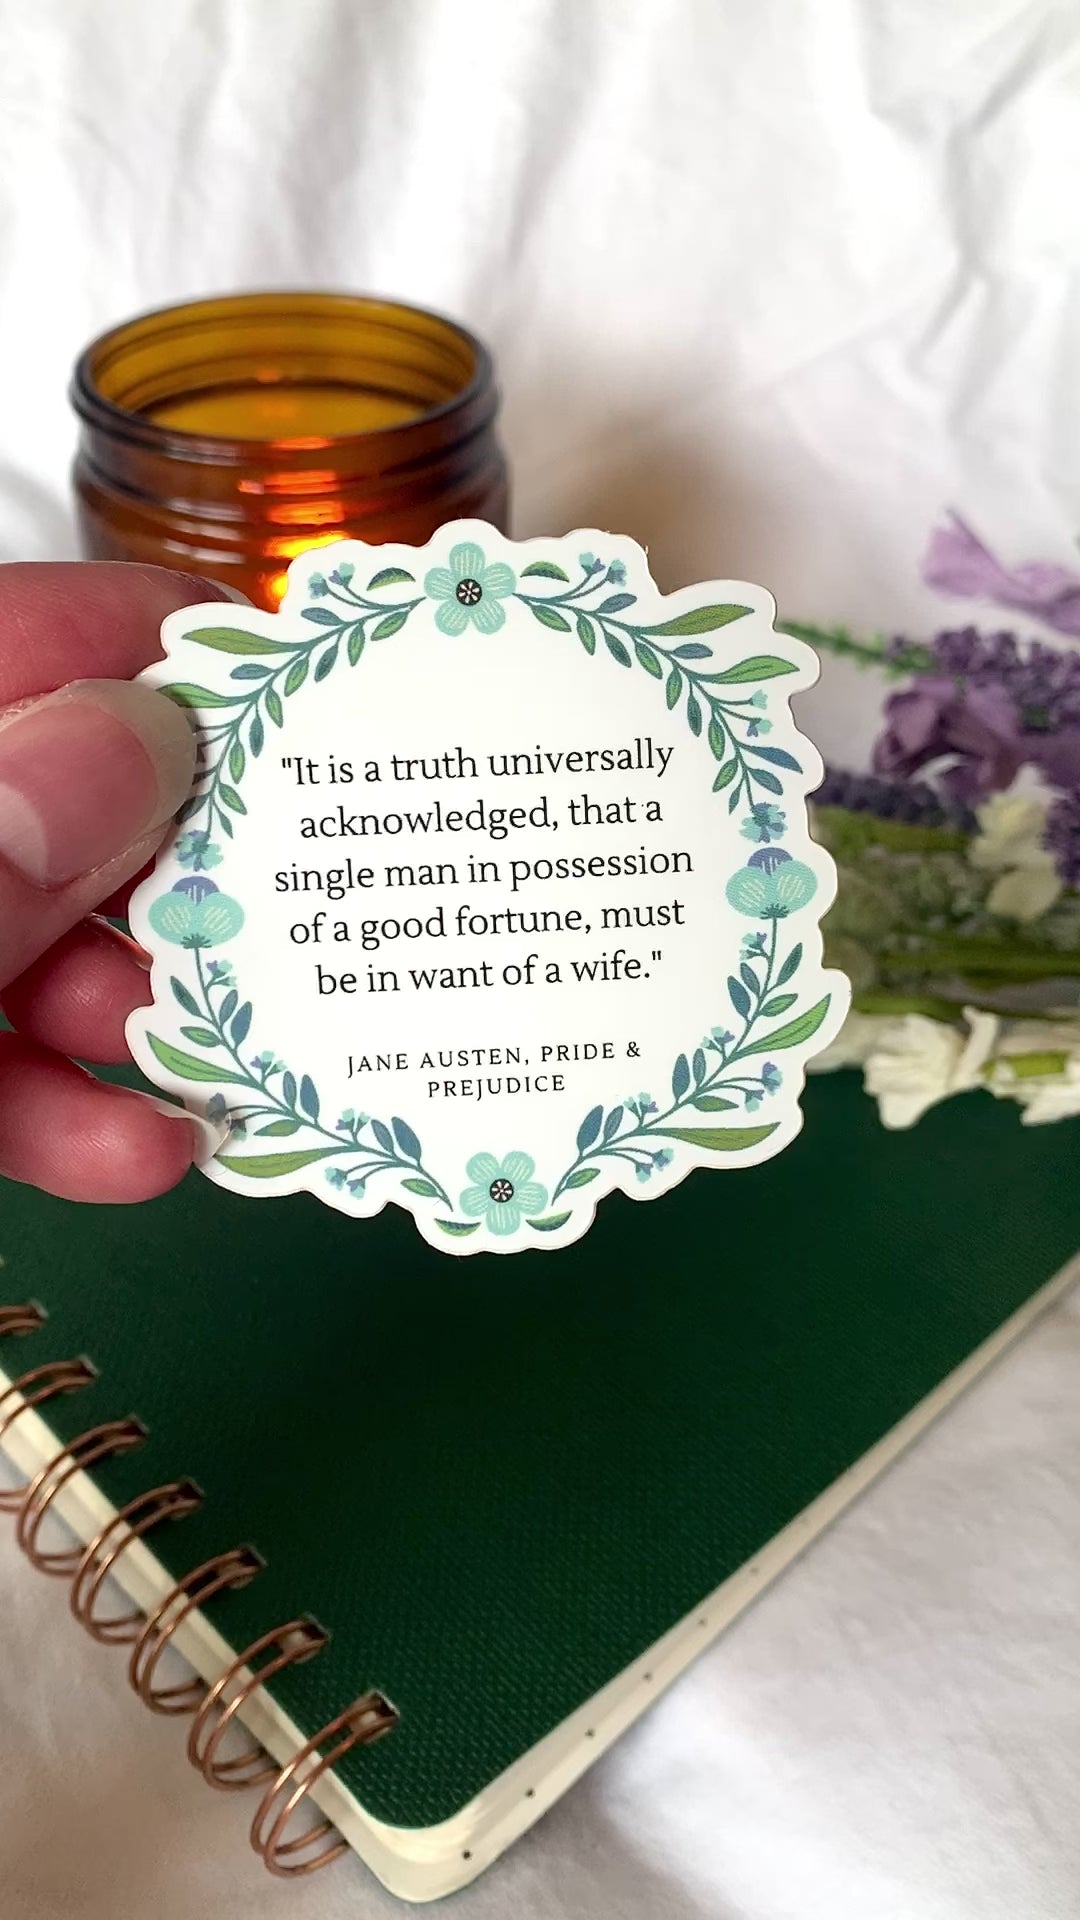 "It is a truth universally
acknowledged, that a
single man in possession
of a good fortune, must
be in want of a wife."
JANE AUSTEN, PRIDE &
PREJUDICE